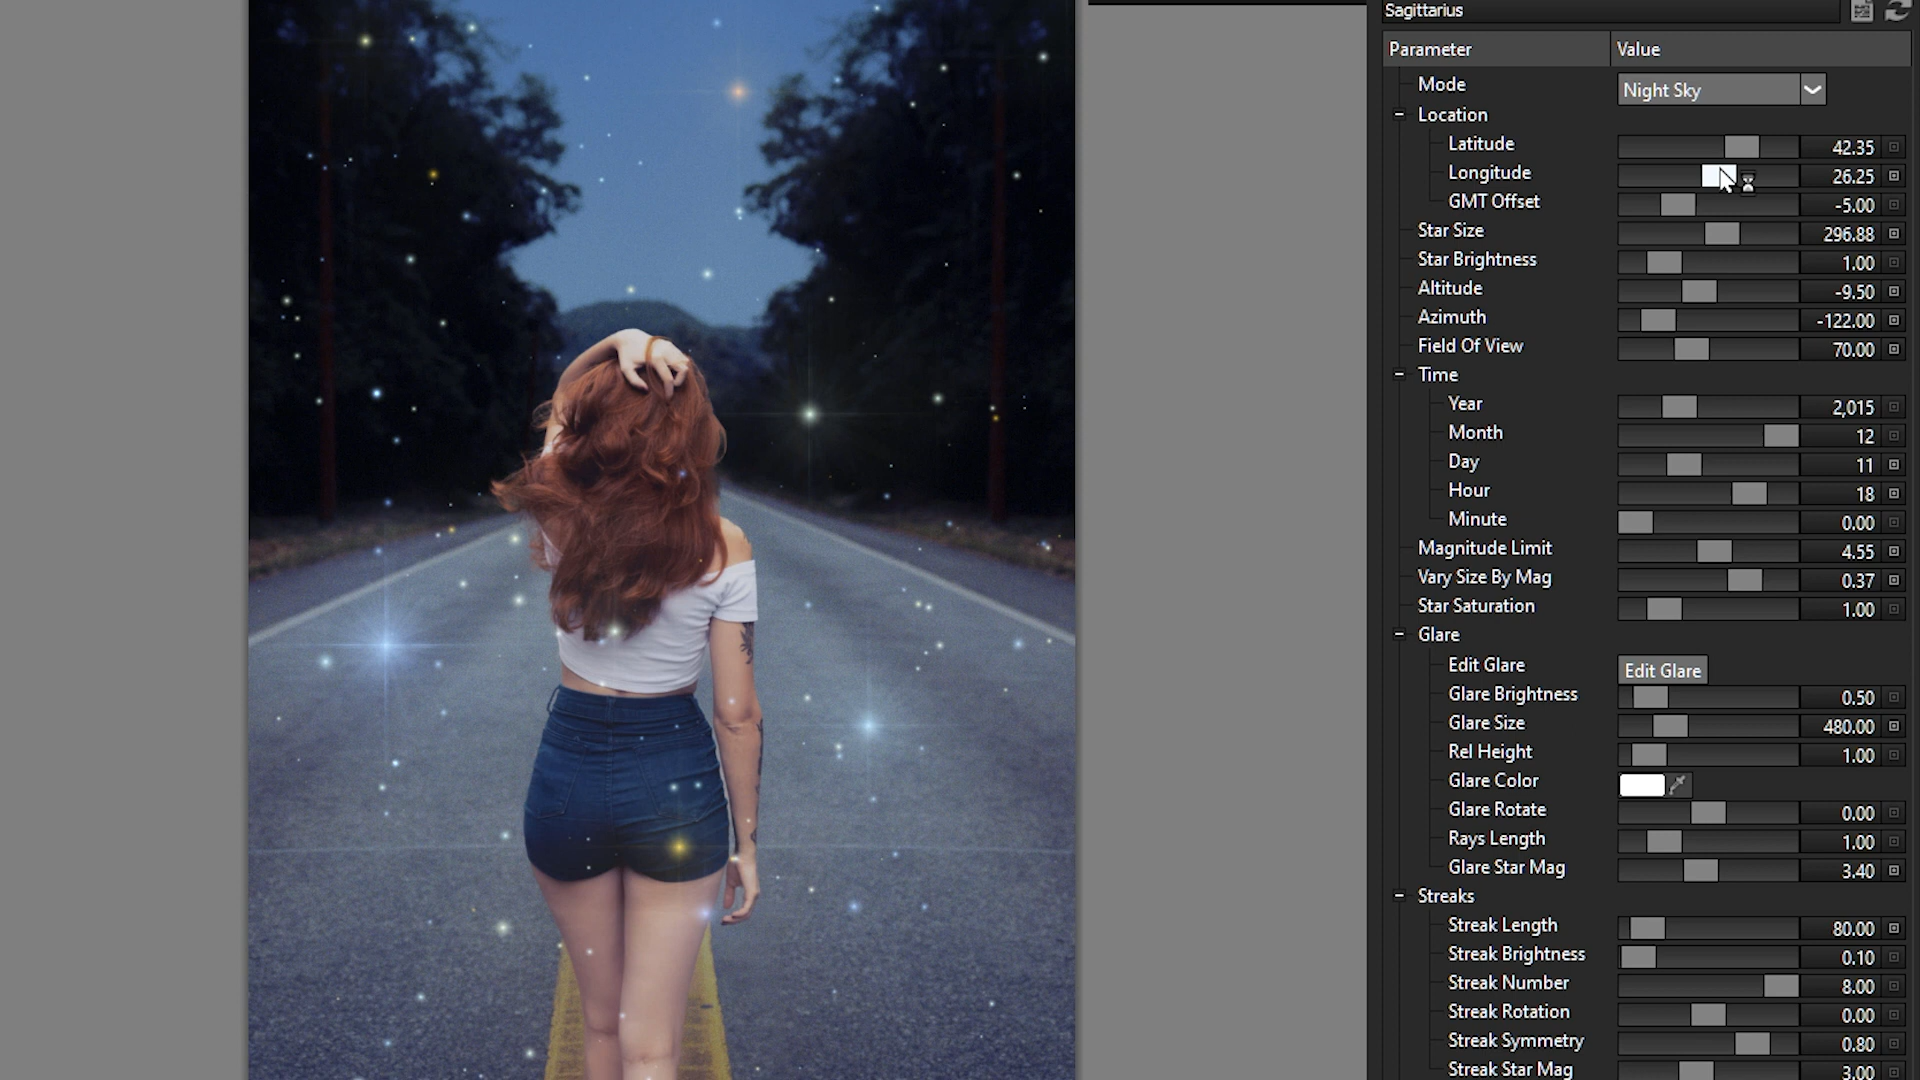 Sagittarius
Parameter Value
Mode Night Sky
Location
Latitude 42.35
Longitude 26.25
GMT Offset -5.00
Star Size 296.88
Star Brightness 1.00
Altitude -9.50
Azimuth -122.00
Field Of View 70.00
Time
Year 2,015
Month 12
Day 11
Hour 18
Minute 0.00
Magnitude Limit 4.55
Vary Size By Mag 0.37
Star Saturation 1.00
Glare
Edit Glare Edit Glare
Glare Brightness 0.50
Glare Size 480.00
Rel Height 1.00
Glare Color
Glare Rotate 0.00
Rays Length 1.00
Glare Star Mag 3.40
Streaks
Streak Length 80.00
Streak Brightness 0.10
Streak Number 8.00
Streak Rotation 0.00
Streak Symmetry 0.80
Streak Star Mag 3.00